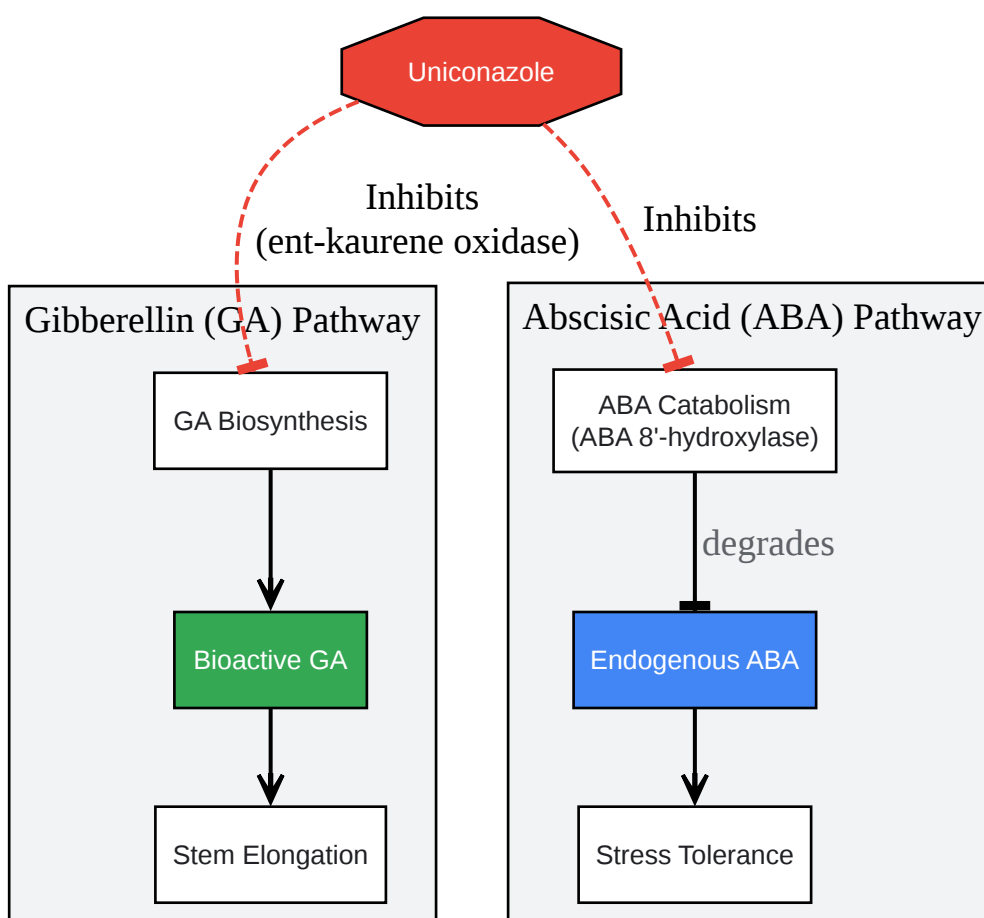 Uniconazole
Inhibits
(ent-kaurene oxidase)
Inhibits
Gibberellin (GA) Pathway
GA Biosynthesis
Bioactive GA
Stem Elongation
Abscisic Acid (ABA) Pathway
ABA Catabolism
(ABA 8'-hydroxylase)
degrades
Endogenous ABA
Stress Tolerance